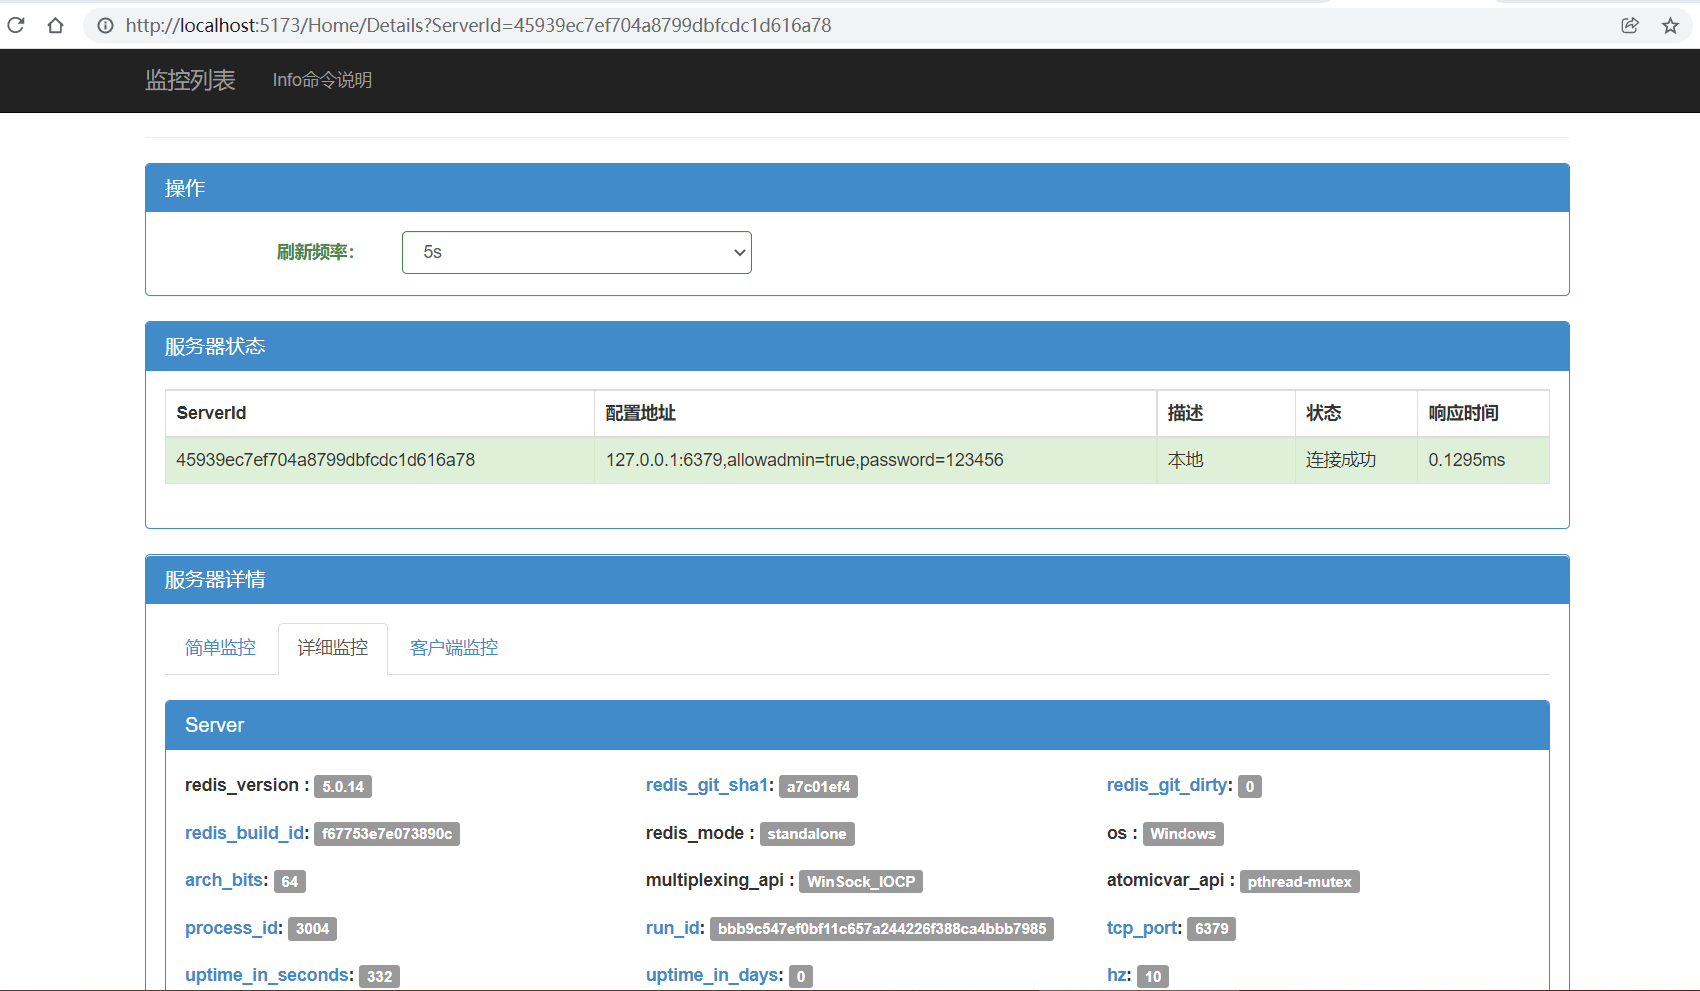 http://localhost:5173/Home/Details?ServerId=45939ec7ef704a8799dbfcdc1d616a78
监控列表 Info命令说明
操作
刷新频率： 5s
服务器状态
ServerId 配置地址 描述 状态 响应时间
45939ec7ef704a8799dbfcdc1d616a78 127.0.0.1:6379,allowadmin=true,password=123456 本地 连接成功 0.1295ms
服务器详情
简单监控 详细监控 客户端监控
Server
redis_version : 5.0.14 redis_git_sha1: a7c01ef4 redis_git_dirty: 0
redis_build_id: f67753e7e073890c redis_mode : standalone os : Windows
arch_bits: 64 multiplexing_api : WinSock_IOCP atomicvar_api : pthread-mutex
process_id: 3004 run_id: bbb9c547ef0bf11c657a244226f388ca4bbb7985 tcp_port: 6379
uptime_in_seconds: 332 uptime_in_days: 0 hz: 10